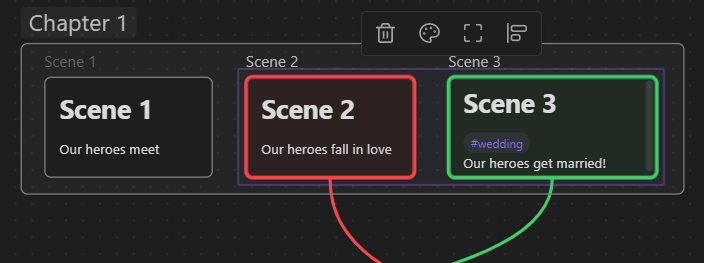 Chapter 1
Scene 1
Scene 2
Scene 3
Scene 1
Our heroes meet
Scene 2
Our heroes fall in love
Scene 3
#wedding
Our heroes get married!